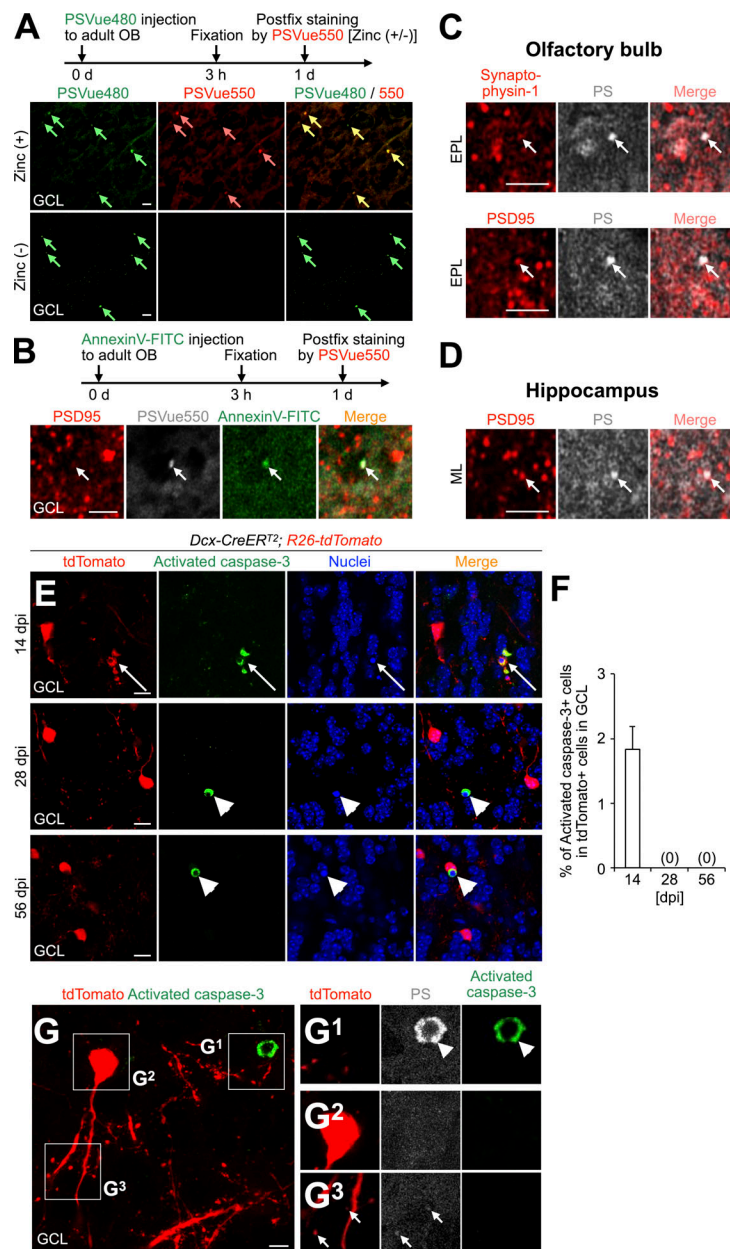 A
PSVue480 injection
to adult OB
Fixation
Postfix staining
by PSVue550 [Zinc (+/-)]
0 d
3 h
1 d
PSVue480
PSVue550
PSVue480 / 550
Zinc (+)
GCL
Zinc (-)
GCL
B
AnnexinV-FITC injection
to adult OB
Fixation
Postfix staining
by PSVue550
0 d
3 h
1 d
PSD95
PSVue550
AnnexinV-FITC
Merge
GCL
C
Olfactory bulb
Synapto-
physin-1
PS
Merge
EPL
PSD95
PS
Merge
EPL
D
Hippocampus
PSD95
PS
Merge
ML
Dcx-CreERT2; R26-tdTomato
tdTomato
Activated caspase-3
Nuclei
Merge
E
14 dpi
GCL
28 dpi
GCL
56 dpi
GCL
F
% of Activated caspase-3+ cells
in tdTomato+ cells in GCL
3
2
1
0
(0)
(0)
14
28
56
[dpi]
tdTomato Activated caspase-3
G
G1
G2
G3
GCL
tdTomato
PS
Activated
caspase-3
G1
G2
G3